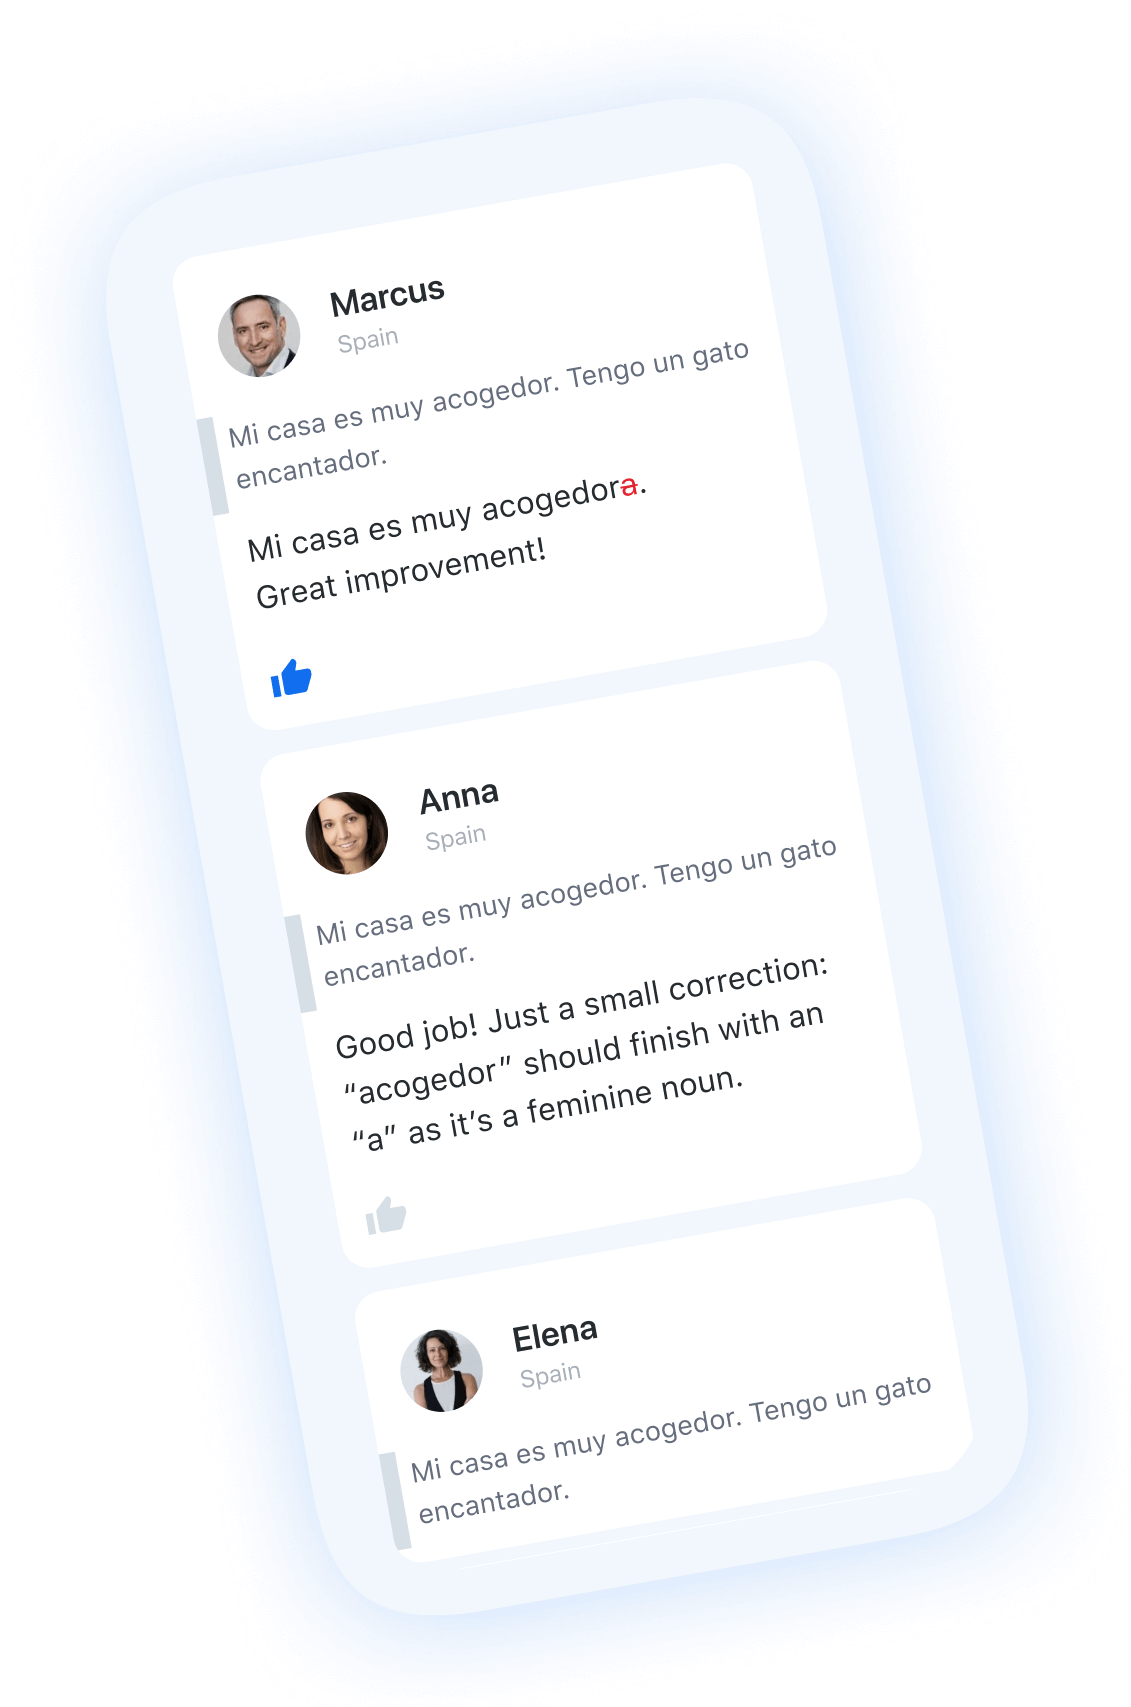 Marcus
Spain
Mi casa es muy acogedor. Tengo un gato
encantador.
Mi casa es muy acogedora.
Great improvement!
Anna
Spain
Mi casa es muy acogedor. Tengo un gato
encantador.
Good job! Just a small correction:
“acogedor” should finish with an
“a” as it’s a feminine noun.
Elena
Spain
Mi casa es muy acogedor. Tengo un gato
encantador.